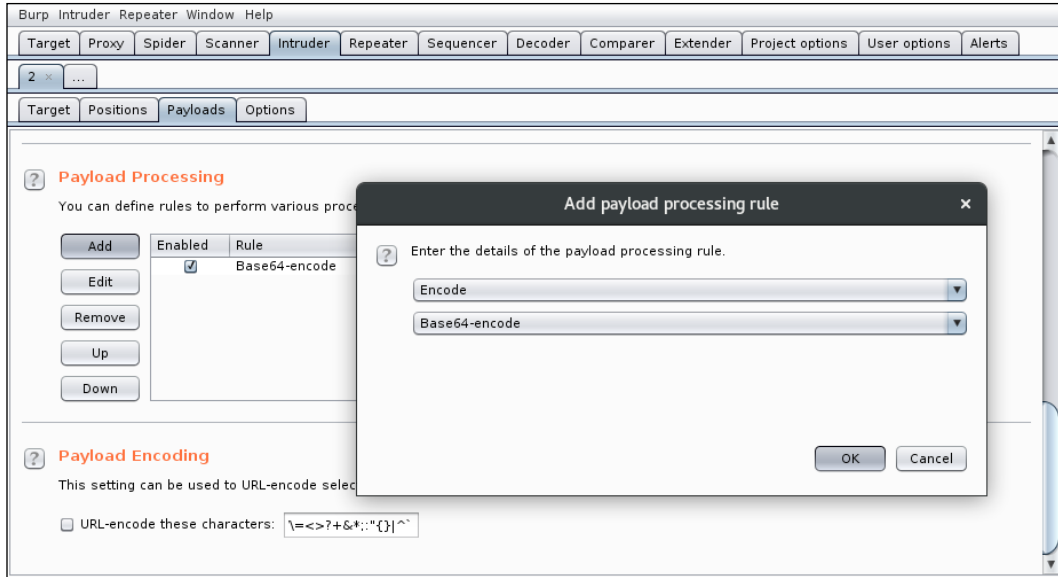 Burp Intruder Repeater Window Help
Target Proxy Spider Scanner Intruder Repeater Sequencer Decoder Comparer Extender Project options User options Alerts
2 × ...
Target Positions Payloads Options
? Payload Processing
You can define rules to perform various proce
Add Enabled Rule
Base64-encode
Edit
Remove
Up
Down
Add payload processing rule ×
? Enter the details of the payload processing rule.
Encode
Base64-encode
OK Cancel
? Payload Encoding
This setting can be used to URL-encode selec
URL-encode these characters: \=<>?+&*;:"{}|^`